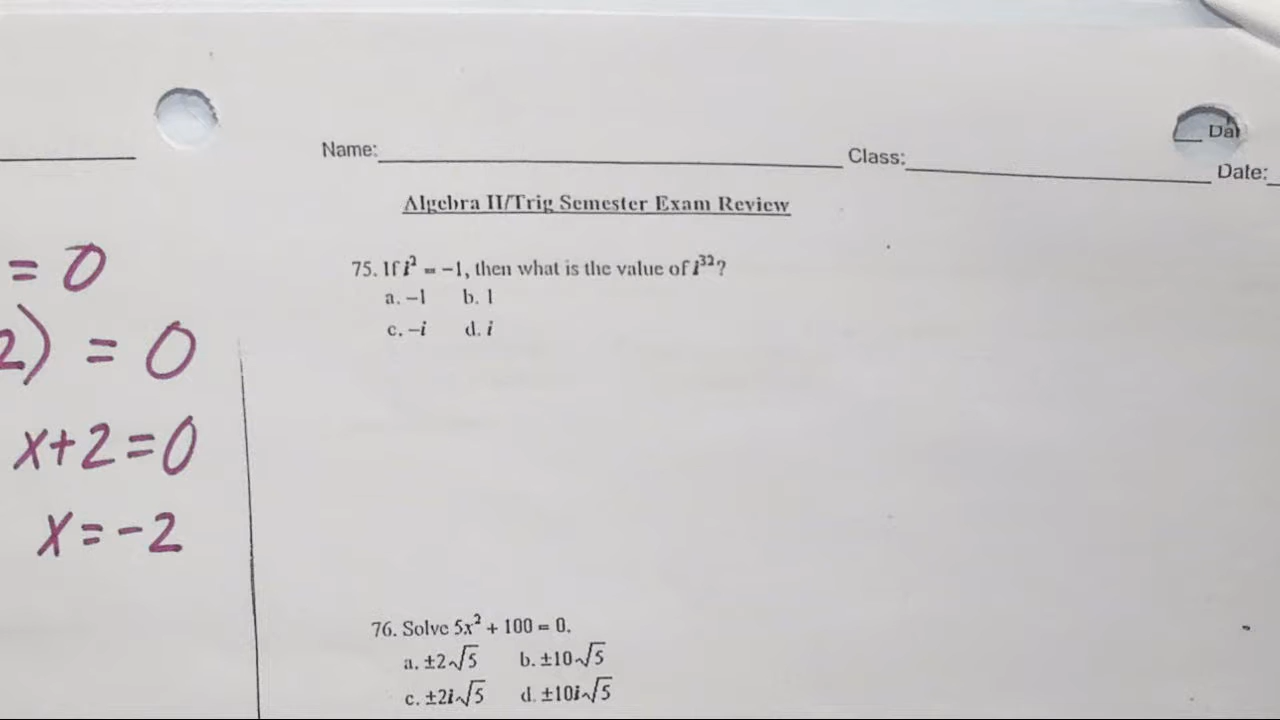 = 0
2) = 0
x+2=0
x=-2
Name: Class: Date:
Algebra II/Trig Semester Exam Review
75. If i² = −1, then what is the value of i³²?
a. −1 b. 1
c. −i d. i
76. Solve 5x² + 100 = 0.
a. ±2√5 b. ±10√5
c. ±2i√5 d. ±10i√5